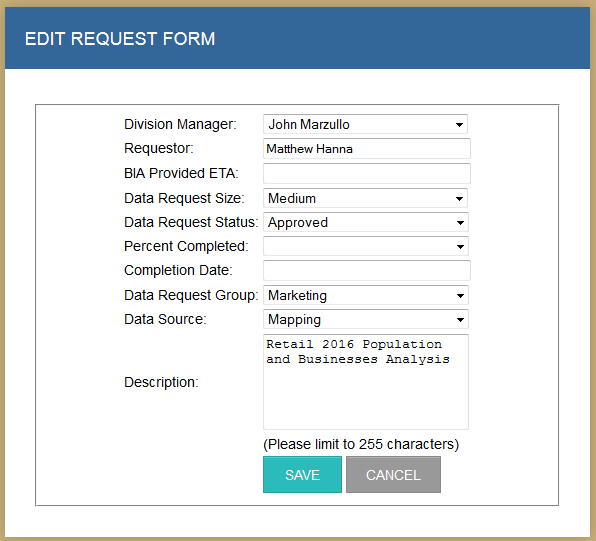 EDIT REQUEST FORM
Division Manager: John Marzullo
Requestor: Matthew Hanna
BIA Provided ETA:
Data Request Size: Medium
Data Request Status: Approved
Percent Completed:
Completion Date:
Data Request Group: Marketing
Data Source: Mapping
Description: Retail 2016 Population
and Businesses Analysis
(Please limit to 255 characters)
SAVE CANCEL